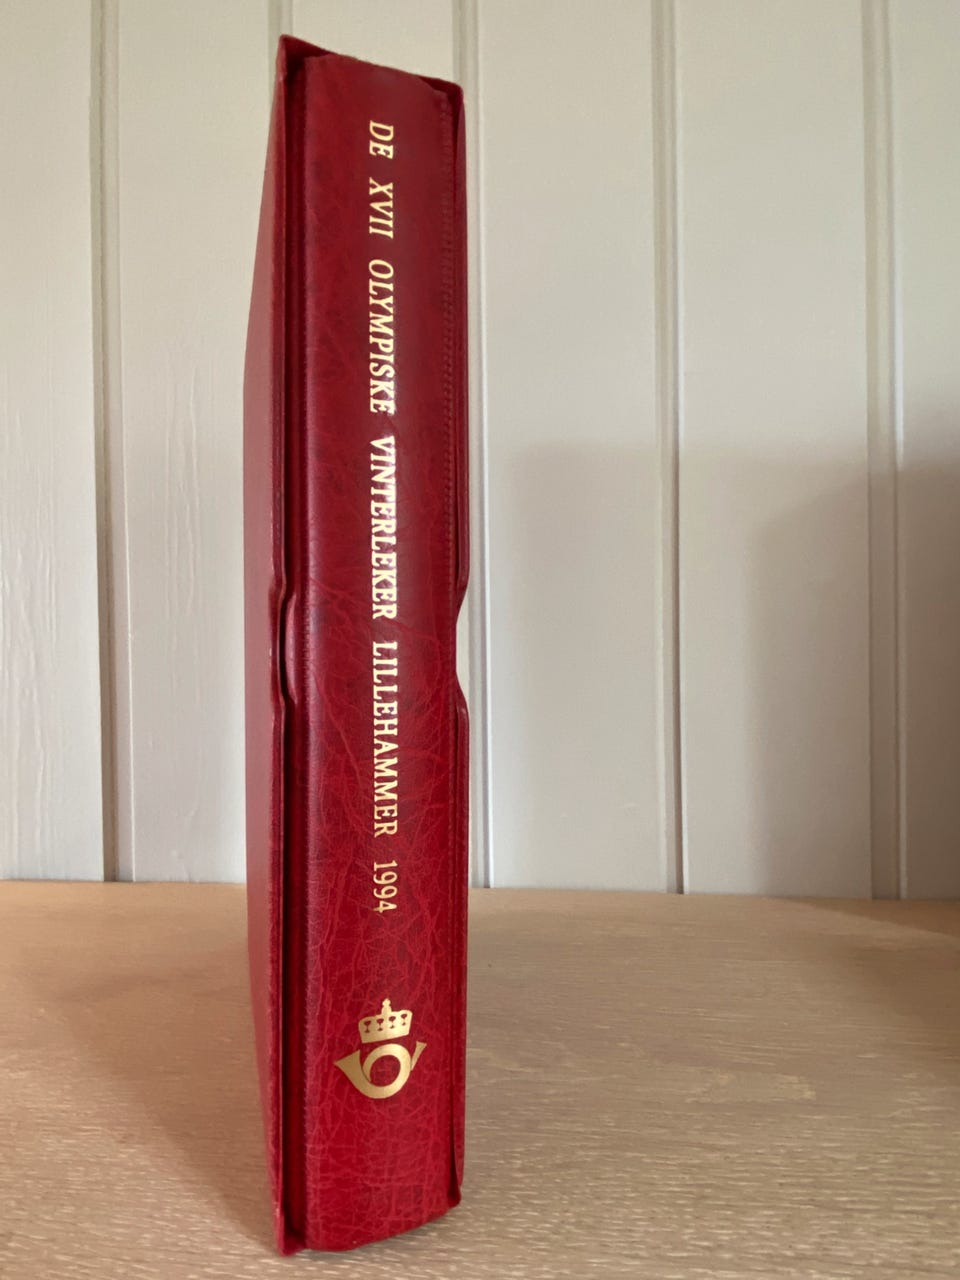 DE XVII OLYMPISKE VINTERLEKER LILLEHAMMER 1994